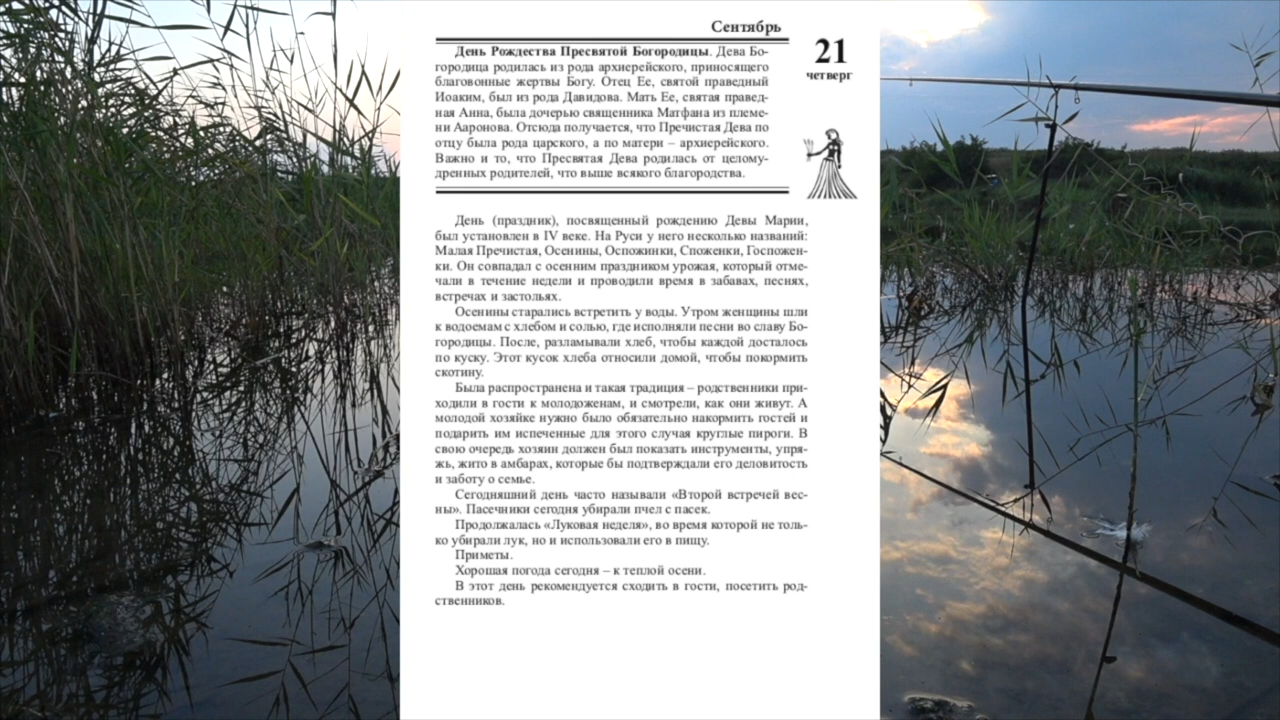 Сентябрь
21
четверг
День Рождества Пресвятой Богородицы. Дева Бо-
городица родилась из рода архиерейского, приносящего
благовонные жертвы Богу. Отец Ее, святой праведный
Иоаким, был из рода Давидова. Мать Ее, святая правед-
ная Анна, была дочерью священника Матфана из племе-
ни Ааронова. Отсюда получается, что Пречистая Дева по
отцу была рода царского, а по матери – архиерейского.
Важно и то, что Пресвятая Дева родилась от целому-
дренных родителей, что выше всякого благородства.
День (праздник), посвященный рождению Девы Марии,
был установлен в IV веке. На Руси у него несколько названий:
Малая Пречистая, Осенины, Оспожинки, Споженки, Госпожен-
ки. Он совпадал с осенним праздником урожая, который отме-
чали в течение недели и проводили время в забавах, песнях,
встречах и застольях.
Осенины старались встретить у воды. Утром женщины шли
к водоемам с хлебом и солью, где исполняли песни во славу Бо-
городицы. После, разламывали хлеб, чтобы каждой досталось
по куску. Этот кусок хлеба относили домой, чтобы покормить
скотину.
Была распространена и такая традиция – родственники при-
ходили в гости к молодоженам, и смотрели, как они живут. А
молодой хозяйке нужно было обязательно накормить гостей и
подарить им испеченные для этого случая круглые пироги. В
свою очередь хозяин должен был показать инструменты, упря-
жь, жито в амбарах, которые бы подтверждали его деловитость
и заботу о семье.
Сегодняшний день часто называли «Второй встречей вес-
ны». Пасечники сегодня убирали пчел с пасек.
Продолжалась «Луковая неделя», во время которой не толь-
ко убирали лук, но и использовали его в пищу.
Приметы.
Хорошая погода сегодня – к теплой осени.
В этот день рекомендуется сходить в гости, посетить род-
ственников.